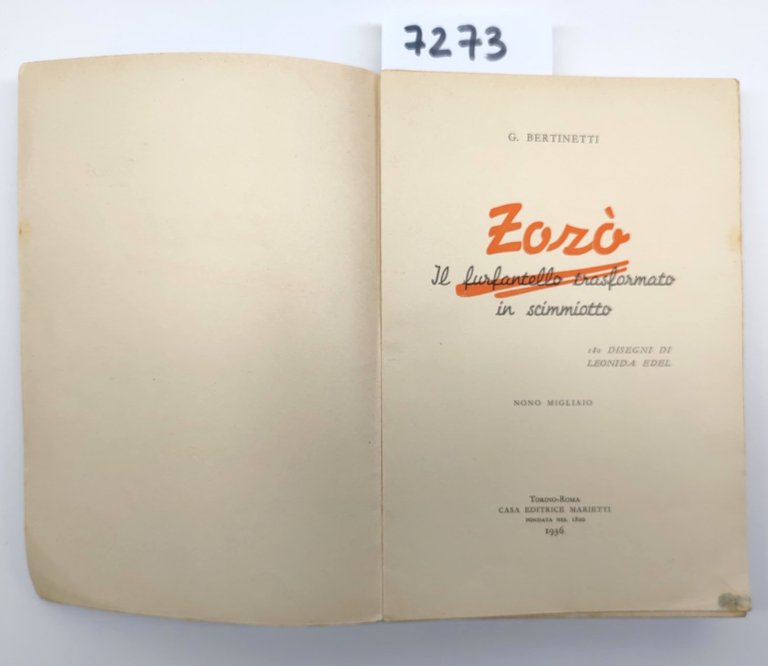 7273
G. BERTINETTI
Zozò
Il furfantello trasformato
in scimmiotto
180 DISEGNI DI
LEONIDA EDEL
NONO MIGLIAIO
TORINO-ROMA
CASA EDITRICE MARIETTI
FONDATA NEL 1820
1936